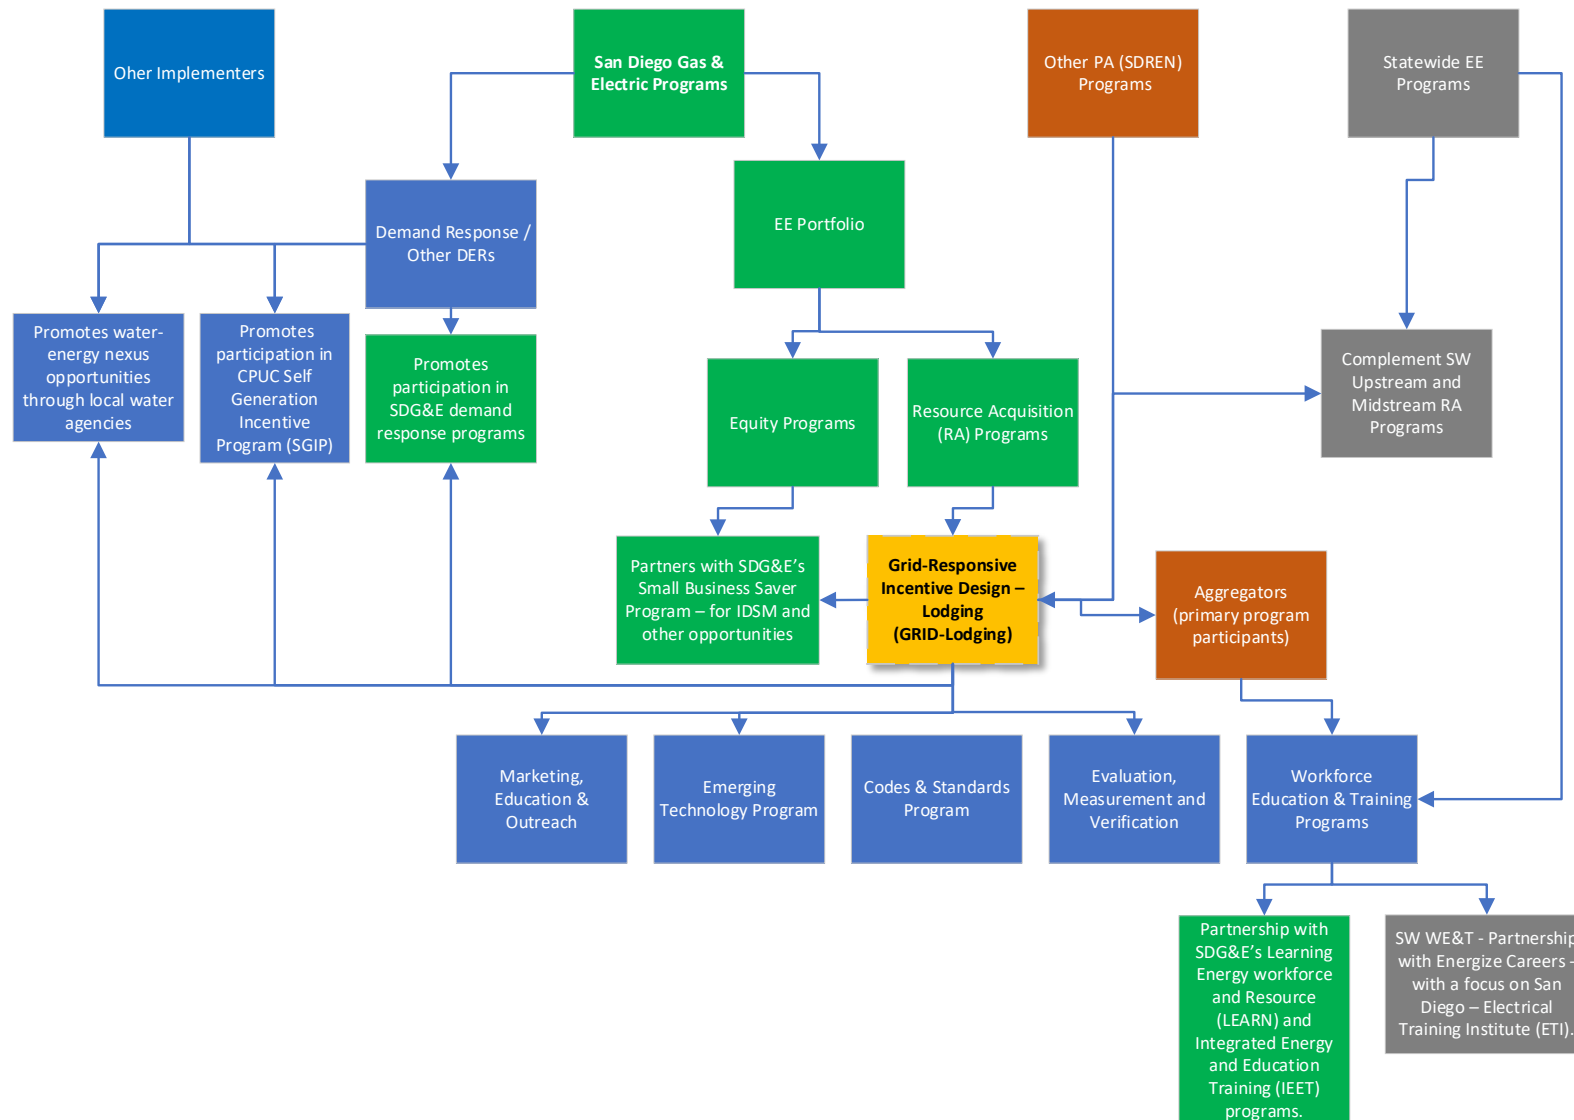 Oher Implementers
San Diego Gas &
Electric Programs
Other PA (SDREN)
Programs
Statewide EE
Programs
Demand Response /
Other DERs
EE Portfolio
Promotes water-
energy nexus
opportunities
through local water
agencies
Promotes
participation in
CPUC Self
Generation
Incentive
Program (SGIP)
Promotes
participation in
SDG&E demand
response programs
Equity Programs
Resource Acquisition
(RA) Programs
Complement SW
Upstream and
Midstream RA
Programs
Partners with SDG&E's
Small Business Saver
Program – for IDSM and
other opportunities
Grid-Responsive
Incentive Design –
Lodging
(GRID-Lodging)
Aggregators
(primary program
participants)
Marketing,
Education &
Outreach
Emerging
Technology Program
Codes & Standards
Program
Evaluation,
Measurement and
Verification
Workforce
Education & Training
Programs
Partnership with
SDG&E's Learning
Energy workforce
and Resource
(LEARN) and
Integrated Energy
and Education
Training (IEET)
programs.
SW WE&T - Partnership
with Energize Careers -
with a focus on San
Diego – Electrical
Training Institute (ETI).